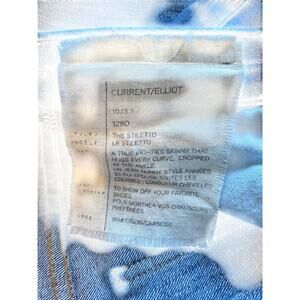 CURRENT/ELLIOT
1280
THE STILETTO
LE STILETTO
A TRUE EIGHTIES SKINNY, THAT
HUGS EVERY CURVE, CROPPED
AT THE ANKLE.
UN JEAN SKINNY STYLE ANNÉES
80 QUI ÉPOUSE TOUTES LES
COURBES, LONGUEUR CHEVILLE
TO SHOW OFF YOUR FAVORITE
SHOES.
POUR MONTRER VOS CHAUSSURES
PRÉFÉRÉES